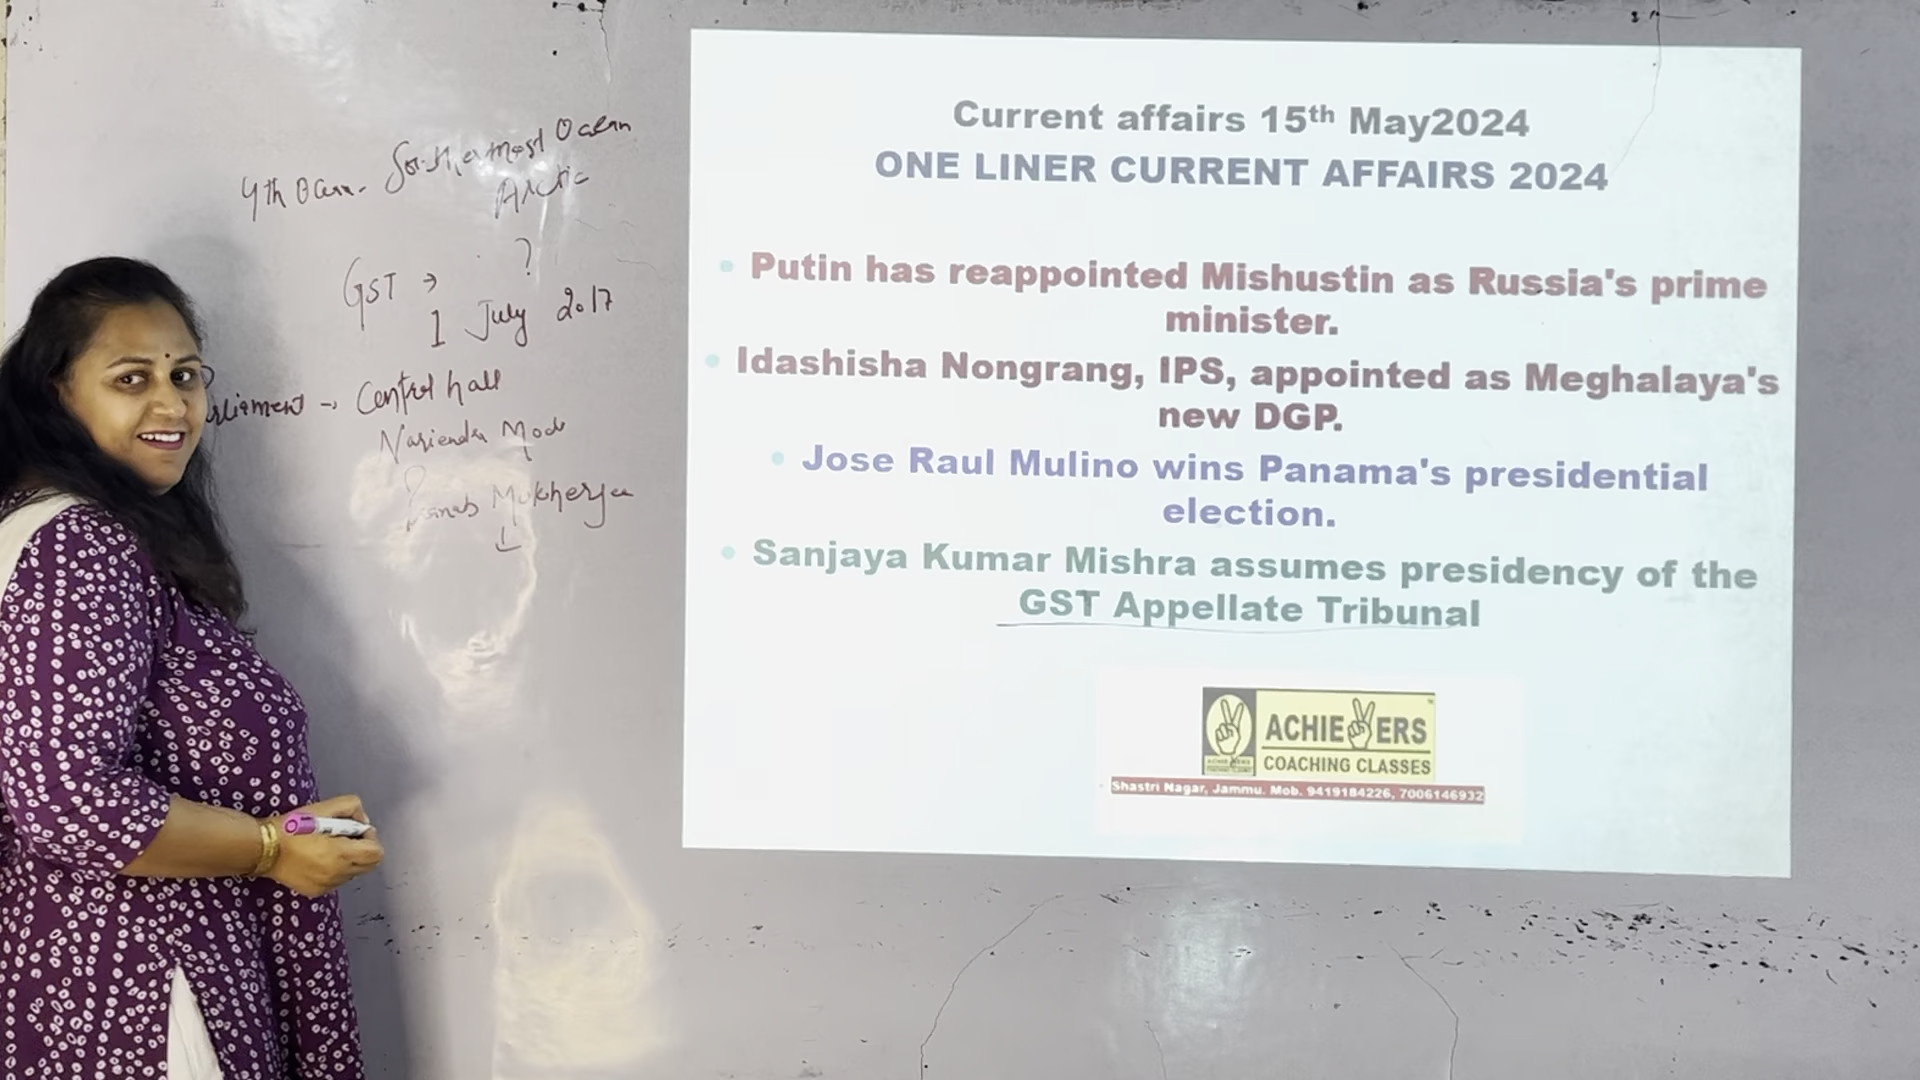 4th Ocean - Southernmost Ocean
Arctic
GST → ?
1 July 2017
Parliament → Central hall
Nariendra Modi
Pranab Mukherjee
Current affairs 15th May2024
ONE LINER CURRENT AFFAIRS 2024
• Putin has reappointed Mishustin as Russia's prime
minister.
• Idashisha Nongrang, IPS, appointed as Meghalaya's
new DGP.
• Jose Raul Mulino wins Panama's presidential
election.
• Sanjaya Kumar Mishra assumes presidency of the
GST Appellate Tribunal
ACHIEVERS
COACHING CLASSES
Shastri Nagar, Jammu. Mob. 9419184226, 7006146932